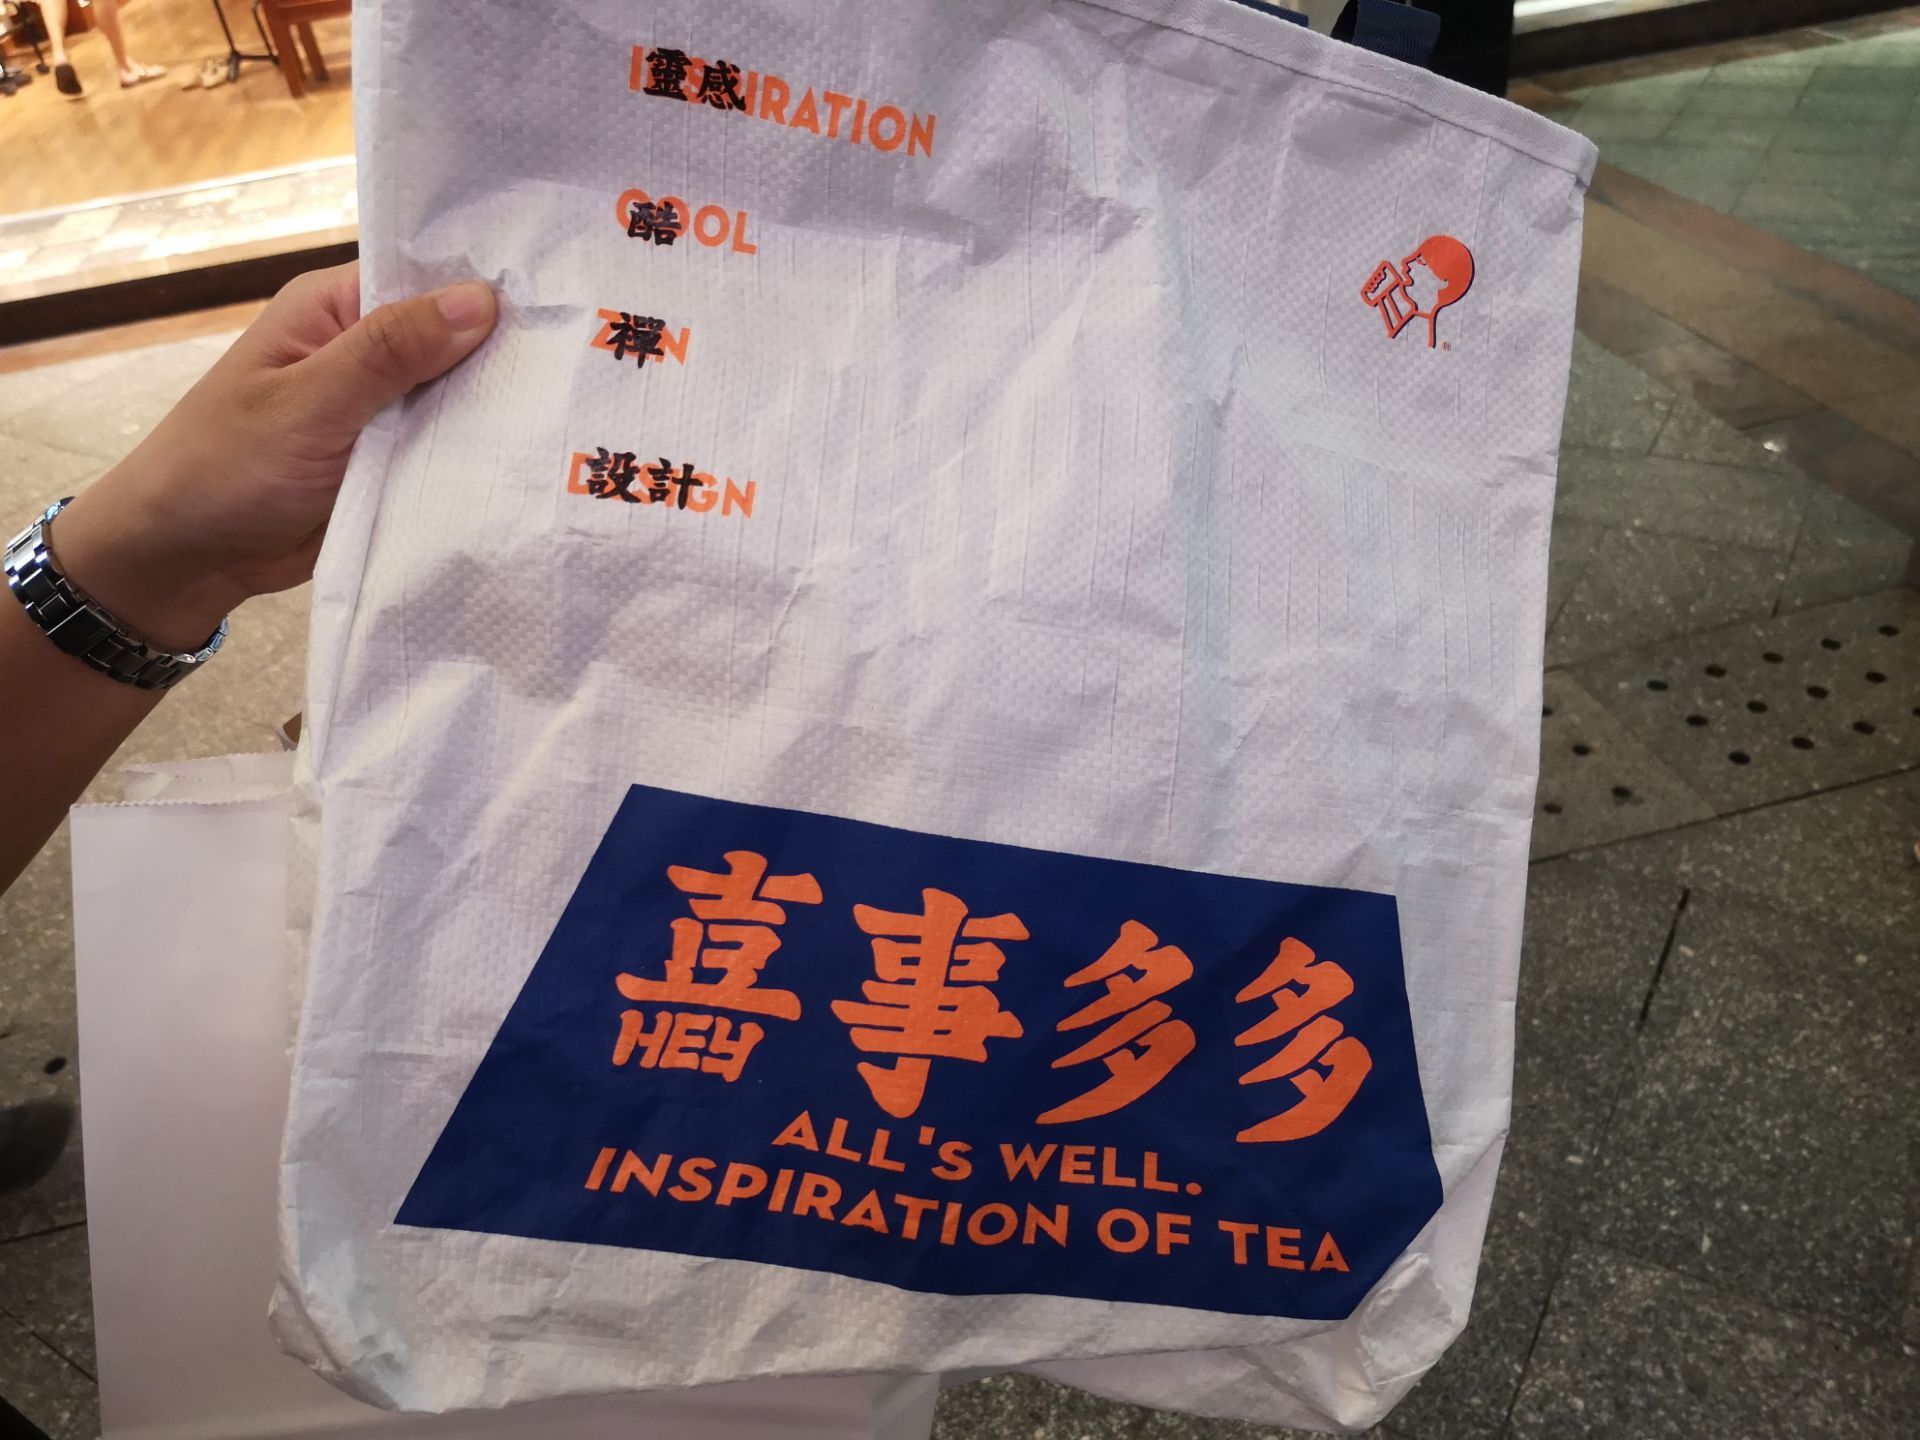 靈感 INSPIRATION
酷 COOL
禪 ZEN
設計 DESIGN
喜事多多
HEY
ALL'S WELL.
INSPIRATION OF TEA